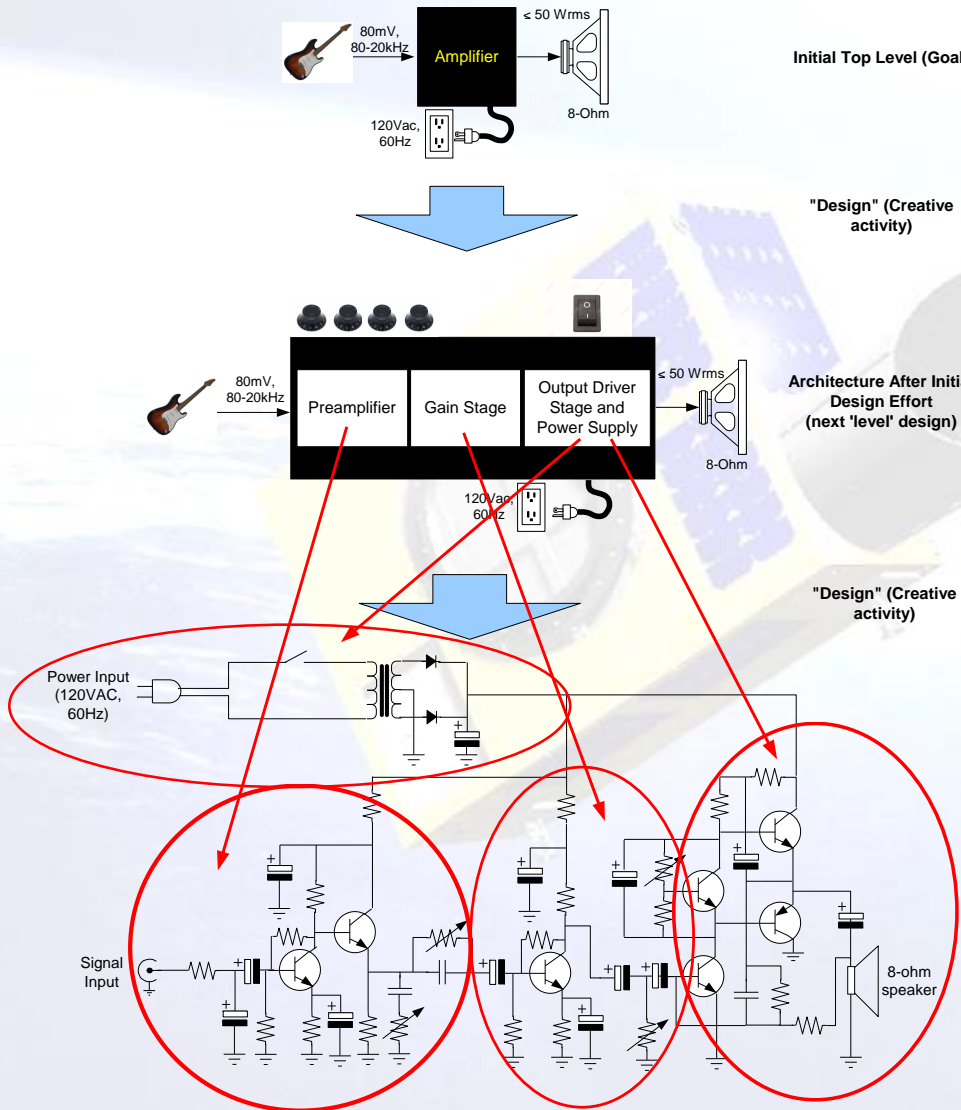 80mV,
80-20kHz
Amplifier
≤ 50 Wrms
8-Ohm
120Vac,
60Hz
Initial Top Level (Goal
"Design" (Creative
activity)
80mV,
80-20kHz
Preamplifier
Gain Stage
Output Driver
Stage and
Power Supply
≤ 50 Wrms
8-Ohm
120Vac,
60Hz
Architecture After Initia
Design Effort
(next 'level' design)
"Design" (Creative
activity)
Power Input
(120VAC,
60Hz)
Signal
Input
8-ohm
speaker